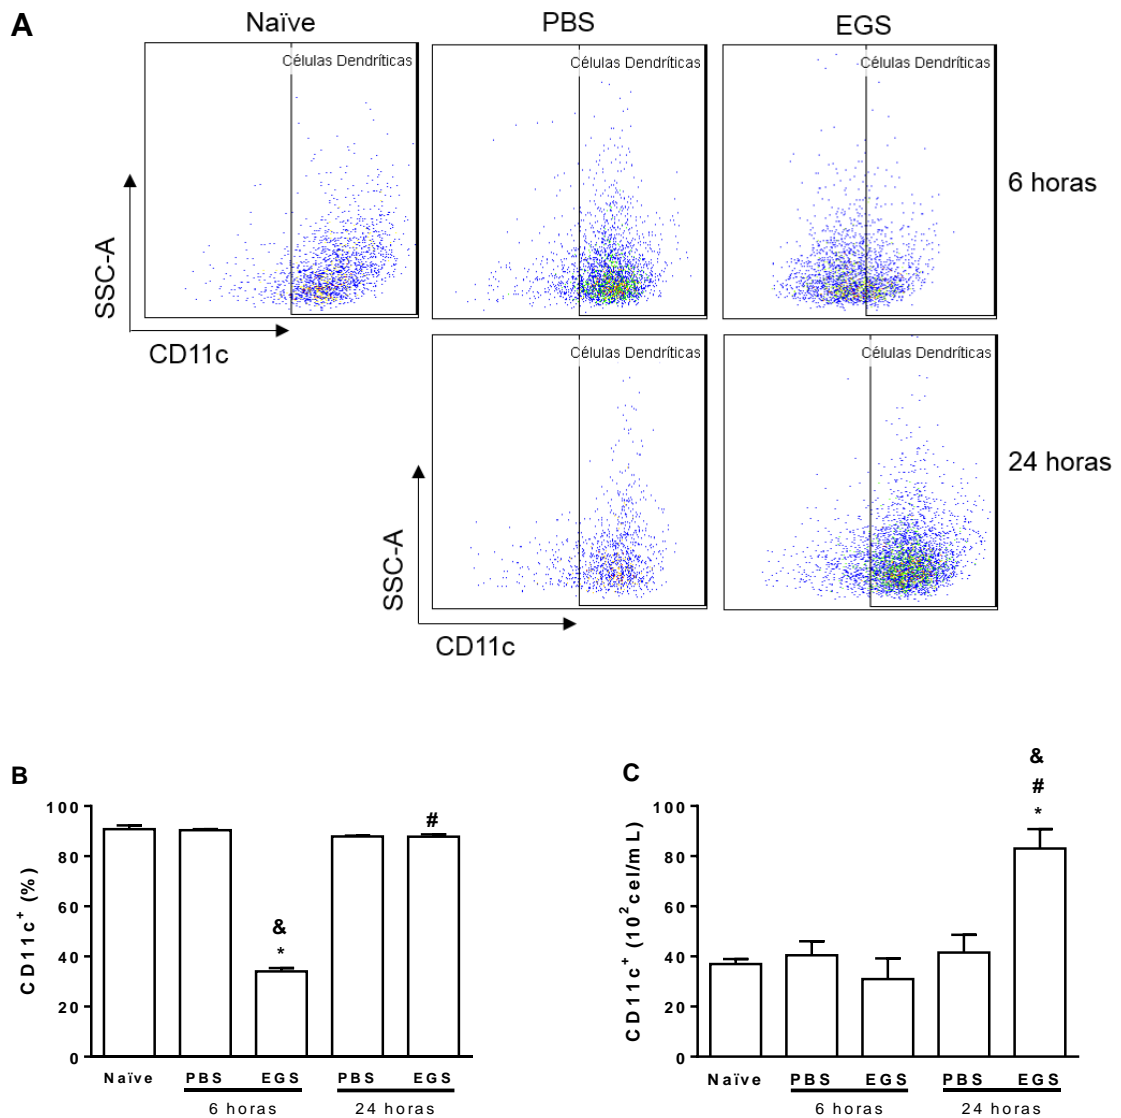 A
Naïve
PBS
EGS
Células Dendríticas
Células Dendríticas
Células Dendríticas
SSC-A
CD11c
6 horas
Células Dendríticas
Células Dendríticas
SSC-A
CD11c
24 horas
B
CD11c⁺ (%)
100
80
60
40
20
0
&
*
#
Naïve PBS EGS PBS EGS
6 horas 24 horas
C
CD11c⁺ (10²cel/mL)
100
80
60
40
20
0
&
#
*
Naïve PBS EGS PBS EGS
6 horas 24 horas